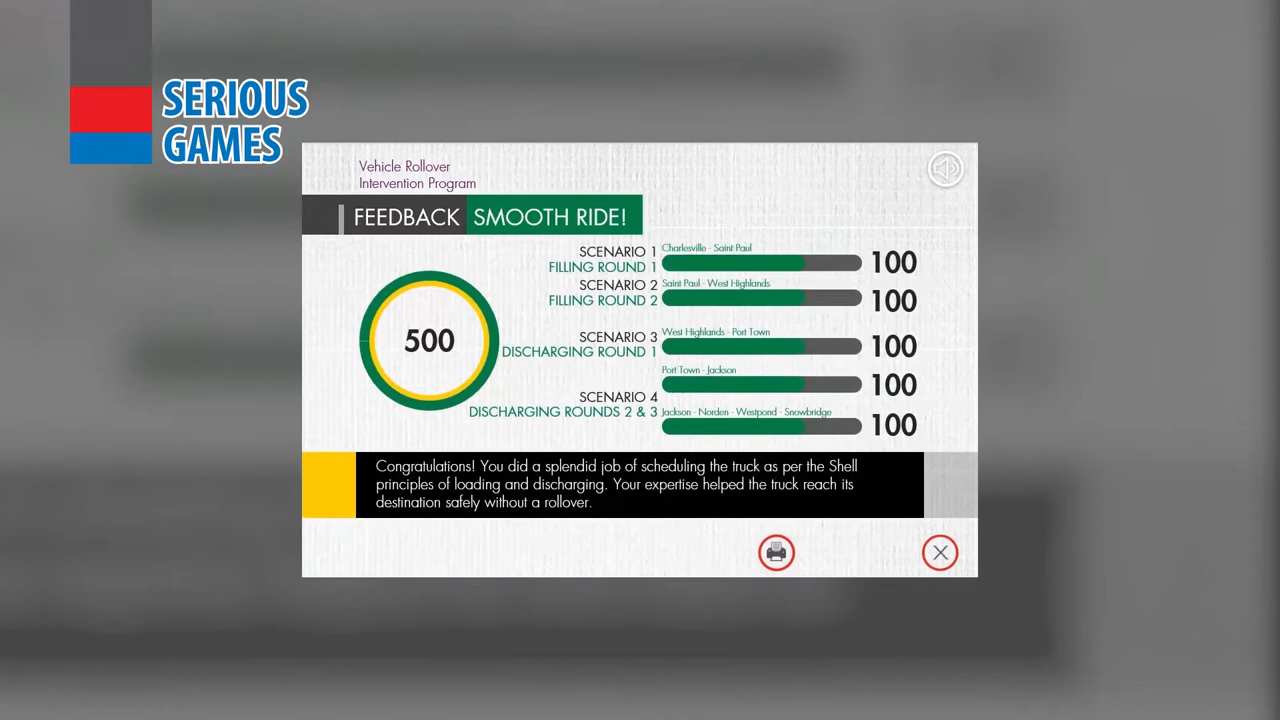 SERIOUS
GAMES
Vehicle Rollover
Intervention Program
FEEDBACK SMOOTH RIDE!
500
SCENARIO 1 Charlesville - Saint Paul
FILLING ROUND 1 100
SCENARIO 2 Saint Paul - West Highlands
FILLING ROUND 2 100
SCENARIO 3 West Highlands - Port Town
DISCHARGING ROUND 1 100
Port Town - Jackson
100
SCENARIO 4
DISCHARGING ROUNDS 2 & 3 Jackson - Norden - Westpond - Snowbridge
100
Congratulations! You did a splendid job of scheduling the truck as per the Shell
principles of loading and discharging. Your expertise helped the truck reach its
destination safely without a rollover.